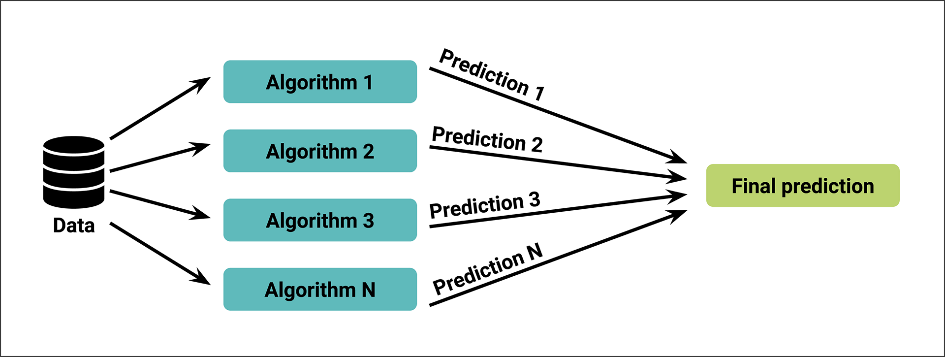 Algorithm 1
Prediction 1
Algorithm 2
Prediction 2
Data
Final prediction
Algorithm 3
Prediction 3
Algorithm N
Prediction N